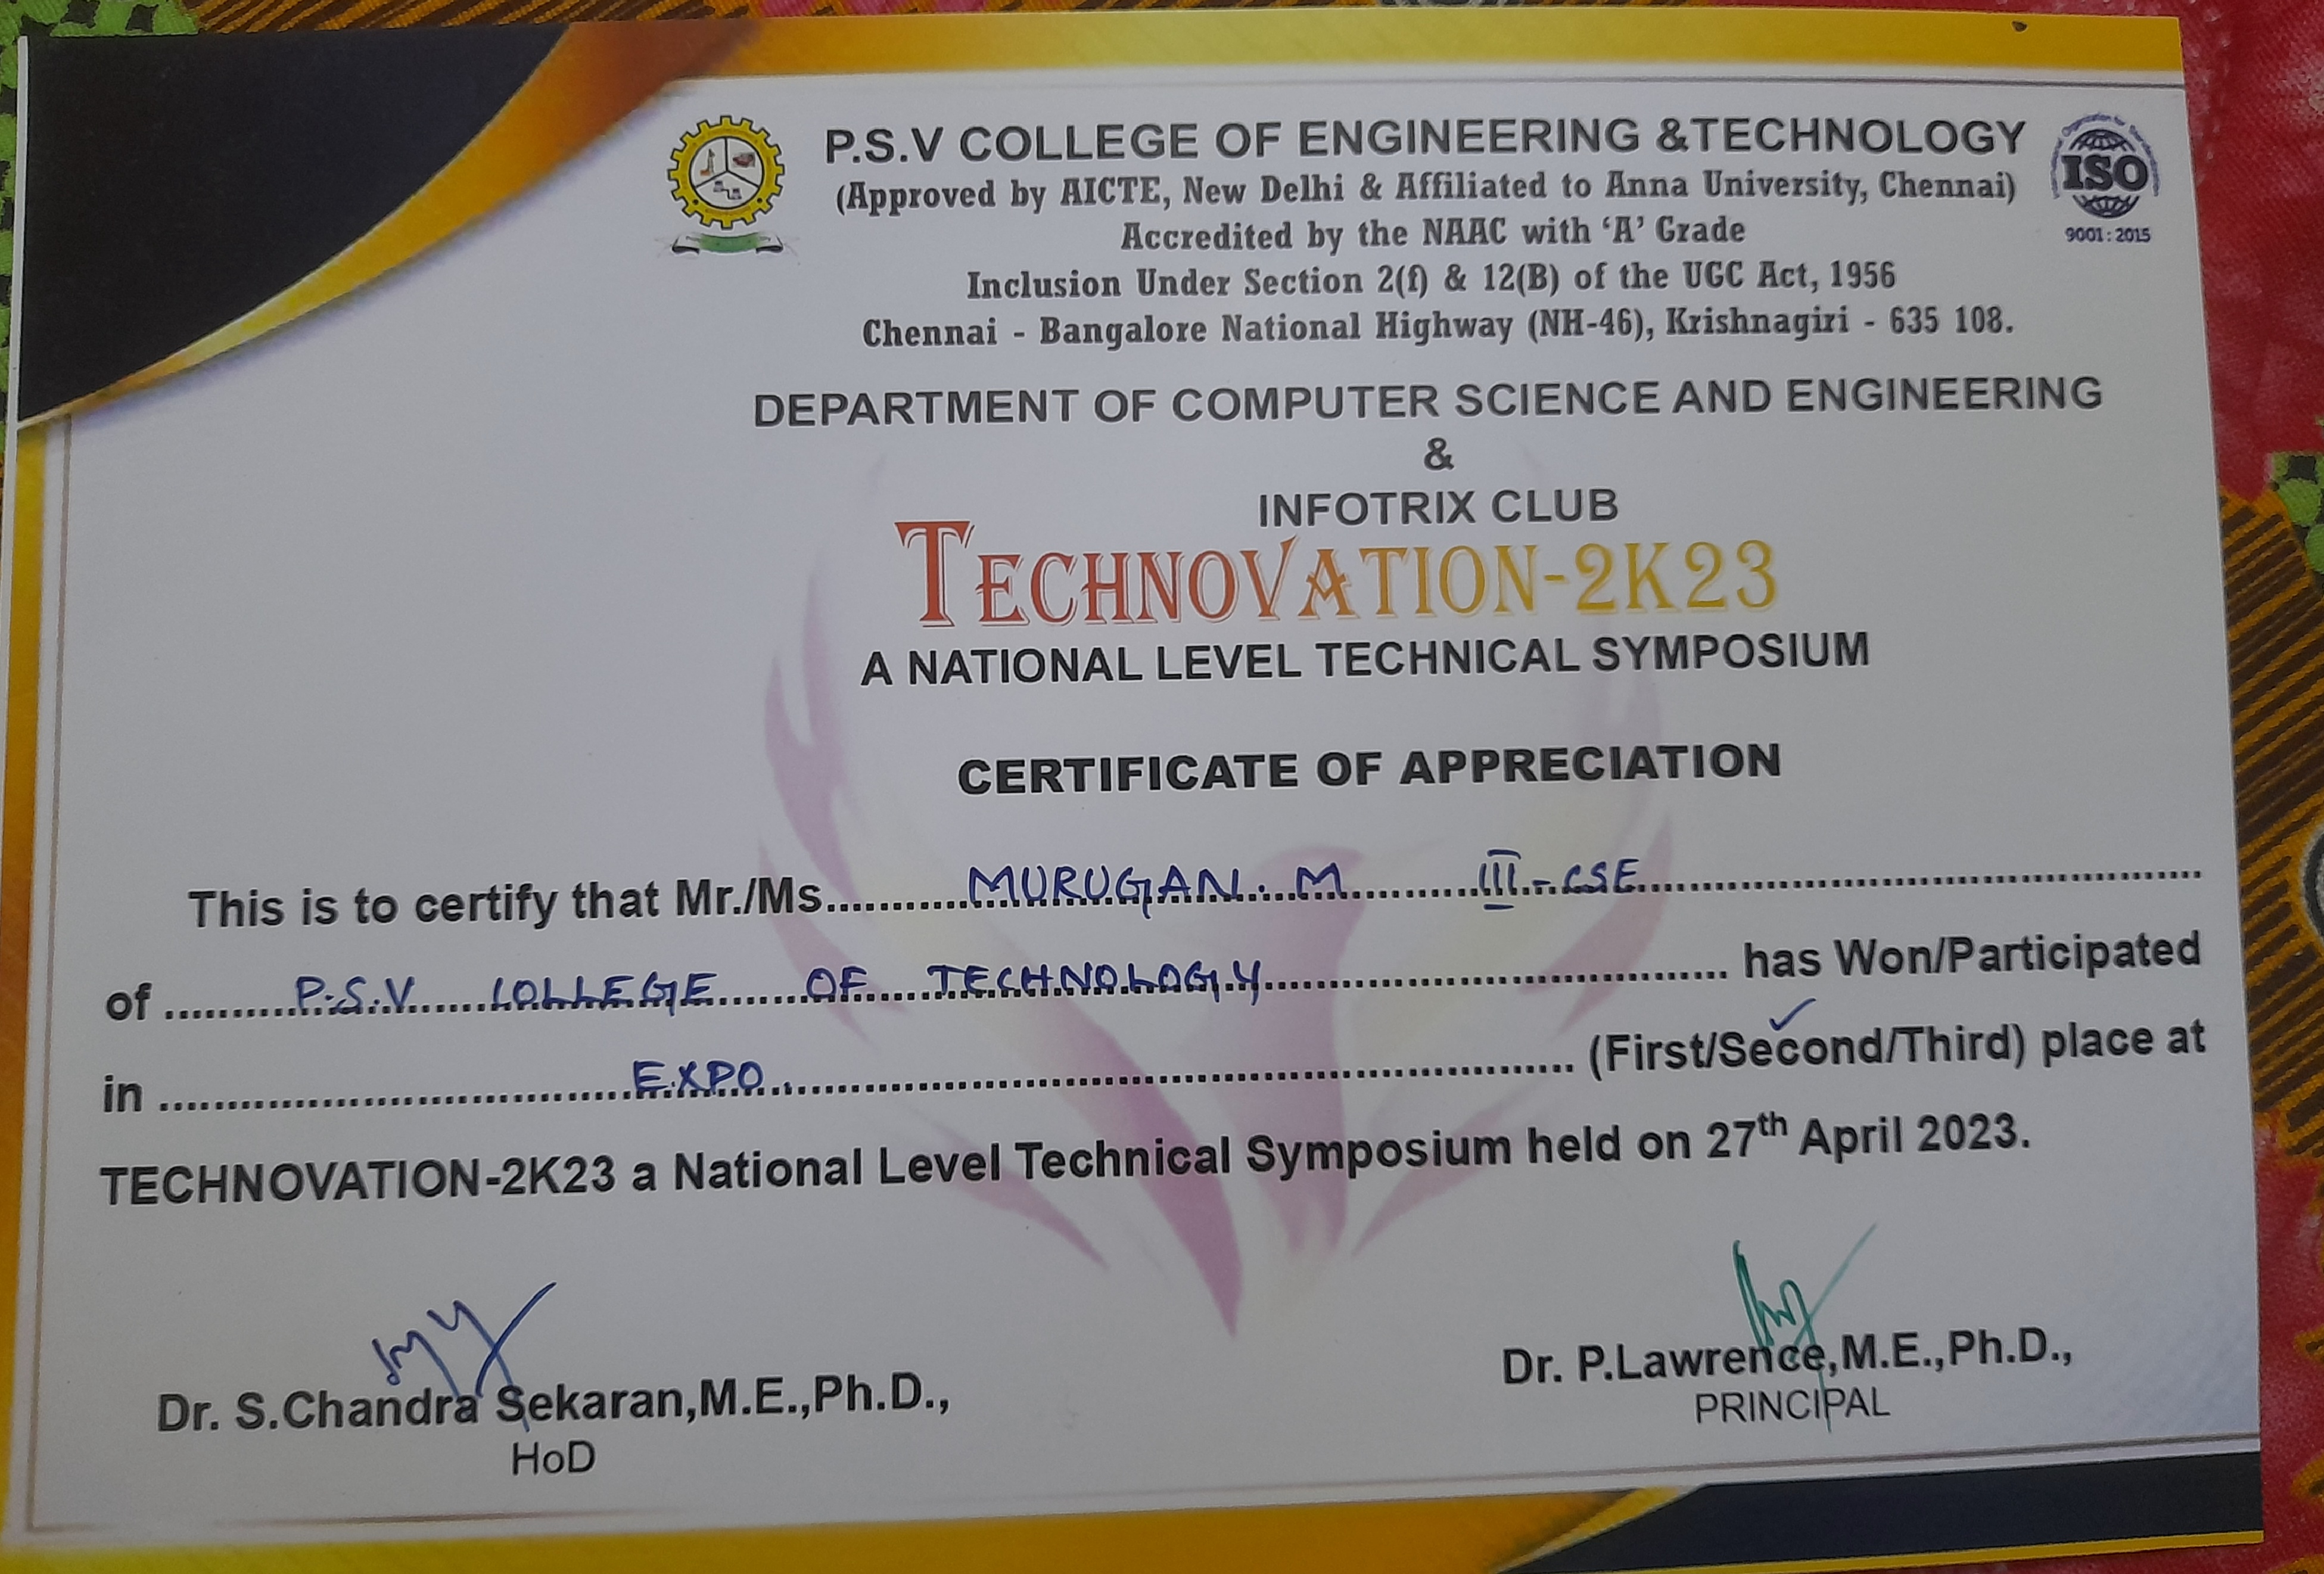 P.S.V COLLEGE OF ENGINEERING &TECHNOLOGY
(Approved by AICTE, New Delhi & Affiliated to Anna University, Chennai)
Accredited by the NAAC with ‘A’ Grade
Inclusion Under Section 2(f) & 12(B) of the UGC Act, 1956
Chennai - Bangalore National Highway (NH-46), Krishnagiri - 635 108.
ISO
9001:2015
DEPARTMENT OF COMPUTER SCIENCE AND ENGINEERING
&
INFOTRIX CLUB
TECHNOVATION-2K23
A NATIONAL LEVEL TECHNICAL SYMPOSIUM
CERTIFICATE OF APPRECIATION
This is to certify that Mr./Ms. MURUGAN. M III - CSE
of P.S.V COLLEGE OF TECHNOLOGY has Won/Participated
in EXPO. (First/Second/Third) place at
TECHNOVATION-2K23 a National Level Technical Symposium held on 27th April 2023.
Dr. S.Chandra Sekaran,M.E.,Ph.D.,
HoD
Dr. P.Lawrence,M.E.,Ph.D.,
PRINCIPAL